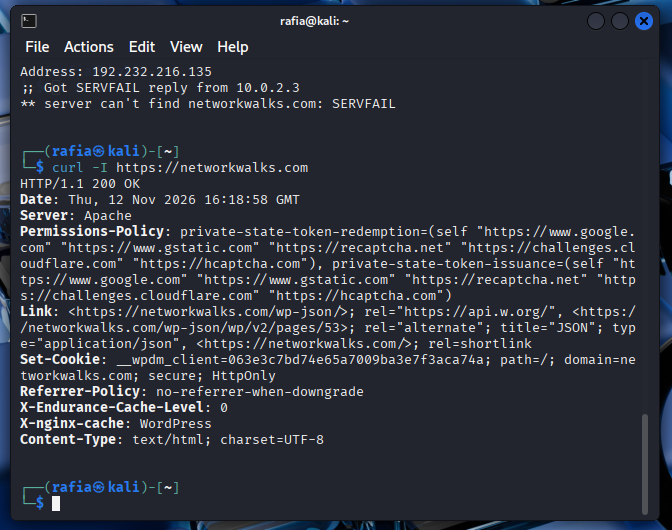 rafia@kali: ~
File Actions Edit View Help
Address: 192.232.216.135
;; Got SERVFAIL reply from 10.0.2.3
** server can't find networkwalks.com: SERVFAIL
┌──(rafia㉿kali)-[~]
└─$ curl -I https://networkwalks.com
HTTP/1.1 200 OK
Date: Thu, 12 Nov 2026 16:18:58 GMT
Server: Apache
Permissions-Policy: private-state-token-redemption=(self "https://www.google.
com" "https://www.gstatic.com" "https://recaptcha.net" "https://challenges.cl
oudflare.com" "https://hcaptcha.com"), private-state-token-issuance=(self "ht
tps://www.google.com" "https://www.gstatic.com" "https://recaptcha.net" "http
s://challenges.cloudflare.com" "https://hcaptcha.com")
Link: <https://networkwalks.com/wp-json/>; rel="https://api.w.org/", <https:/
/networkwalks.com/wp-json/wp/v2/pages/53>; rel="alternate"; title="JSON"; typ
e="application/json", <https://networkwalks.com/>; rel=shortlink
Set-Cookie: __wpdm_client=063e3c7bd74e65a7009ba3e7f3aca74a; path=/; domain=ne
tworkwalks.com; secure; HttpOnly
Referrer-Policy: no-referrer-when-downgrade
X-Endurance-Cache-Level: 0
X-nginx-cache: WordPress
Content-Type: text/html; charset=UTF-8
┌──(rafia㉿kali)-[~]
└─$